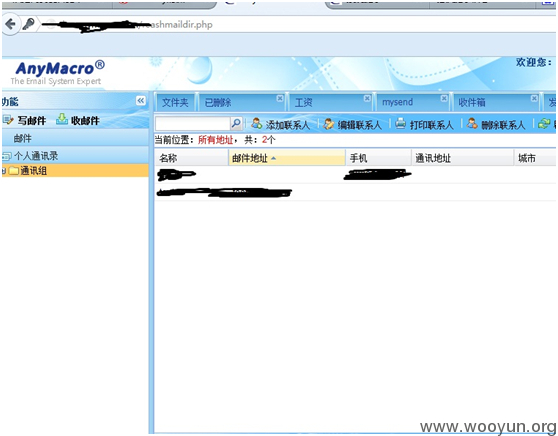 ashmaildir.php
AnyMacro®
The Email System Expert
欢迎您:
功能
写邮件 收邮件
邮件
个人通讯录
通讯组
文件夹 已删除 工资 mysend 收件箱 发
添加联系人 编辑联系人 打印联系人 删除联系人
当前位置: 所有地址, 共: 2个
名称 邮件地址 手机 通讯地址 城市
www.wooyun.org